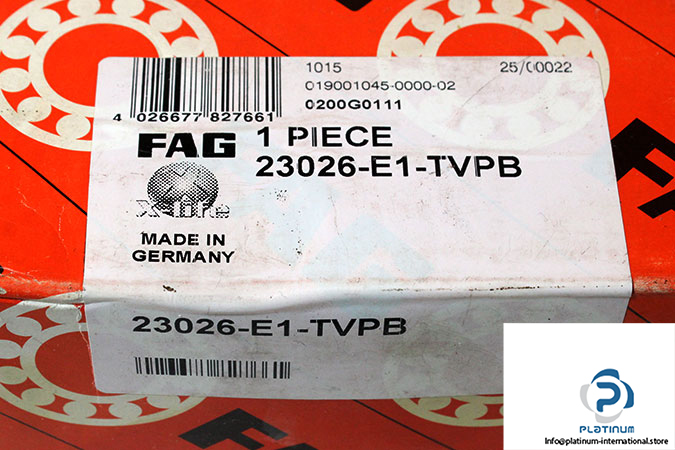 1015 25/00022
019001045-0000-02
0200G0111
4 026677 827661
FAG 1 PIECE
23026-E1-TVPB
X-life
MADE IN
GERMANY
23026-E1-TVPB
PLATINUM
Info@platinum-international.store